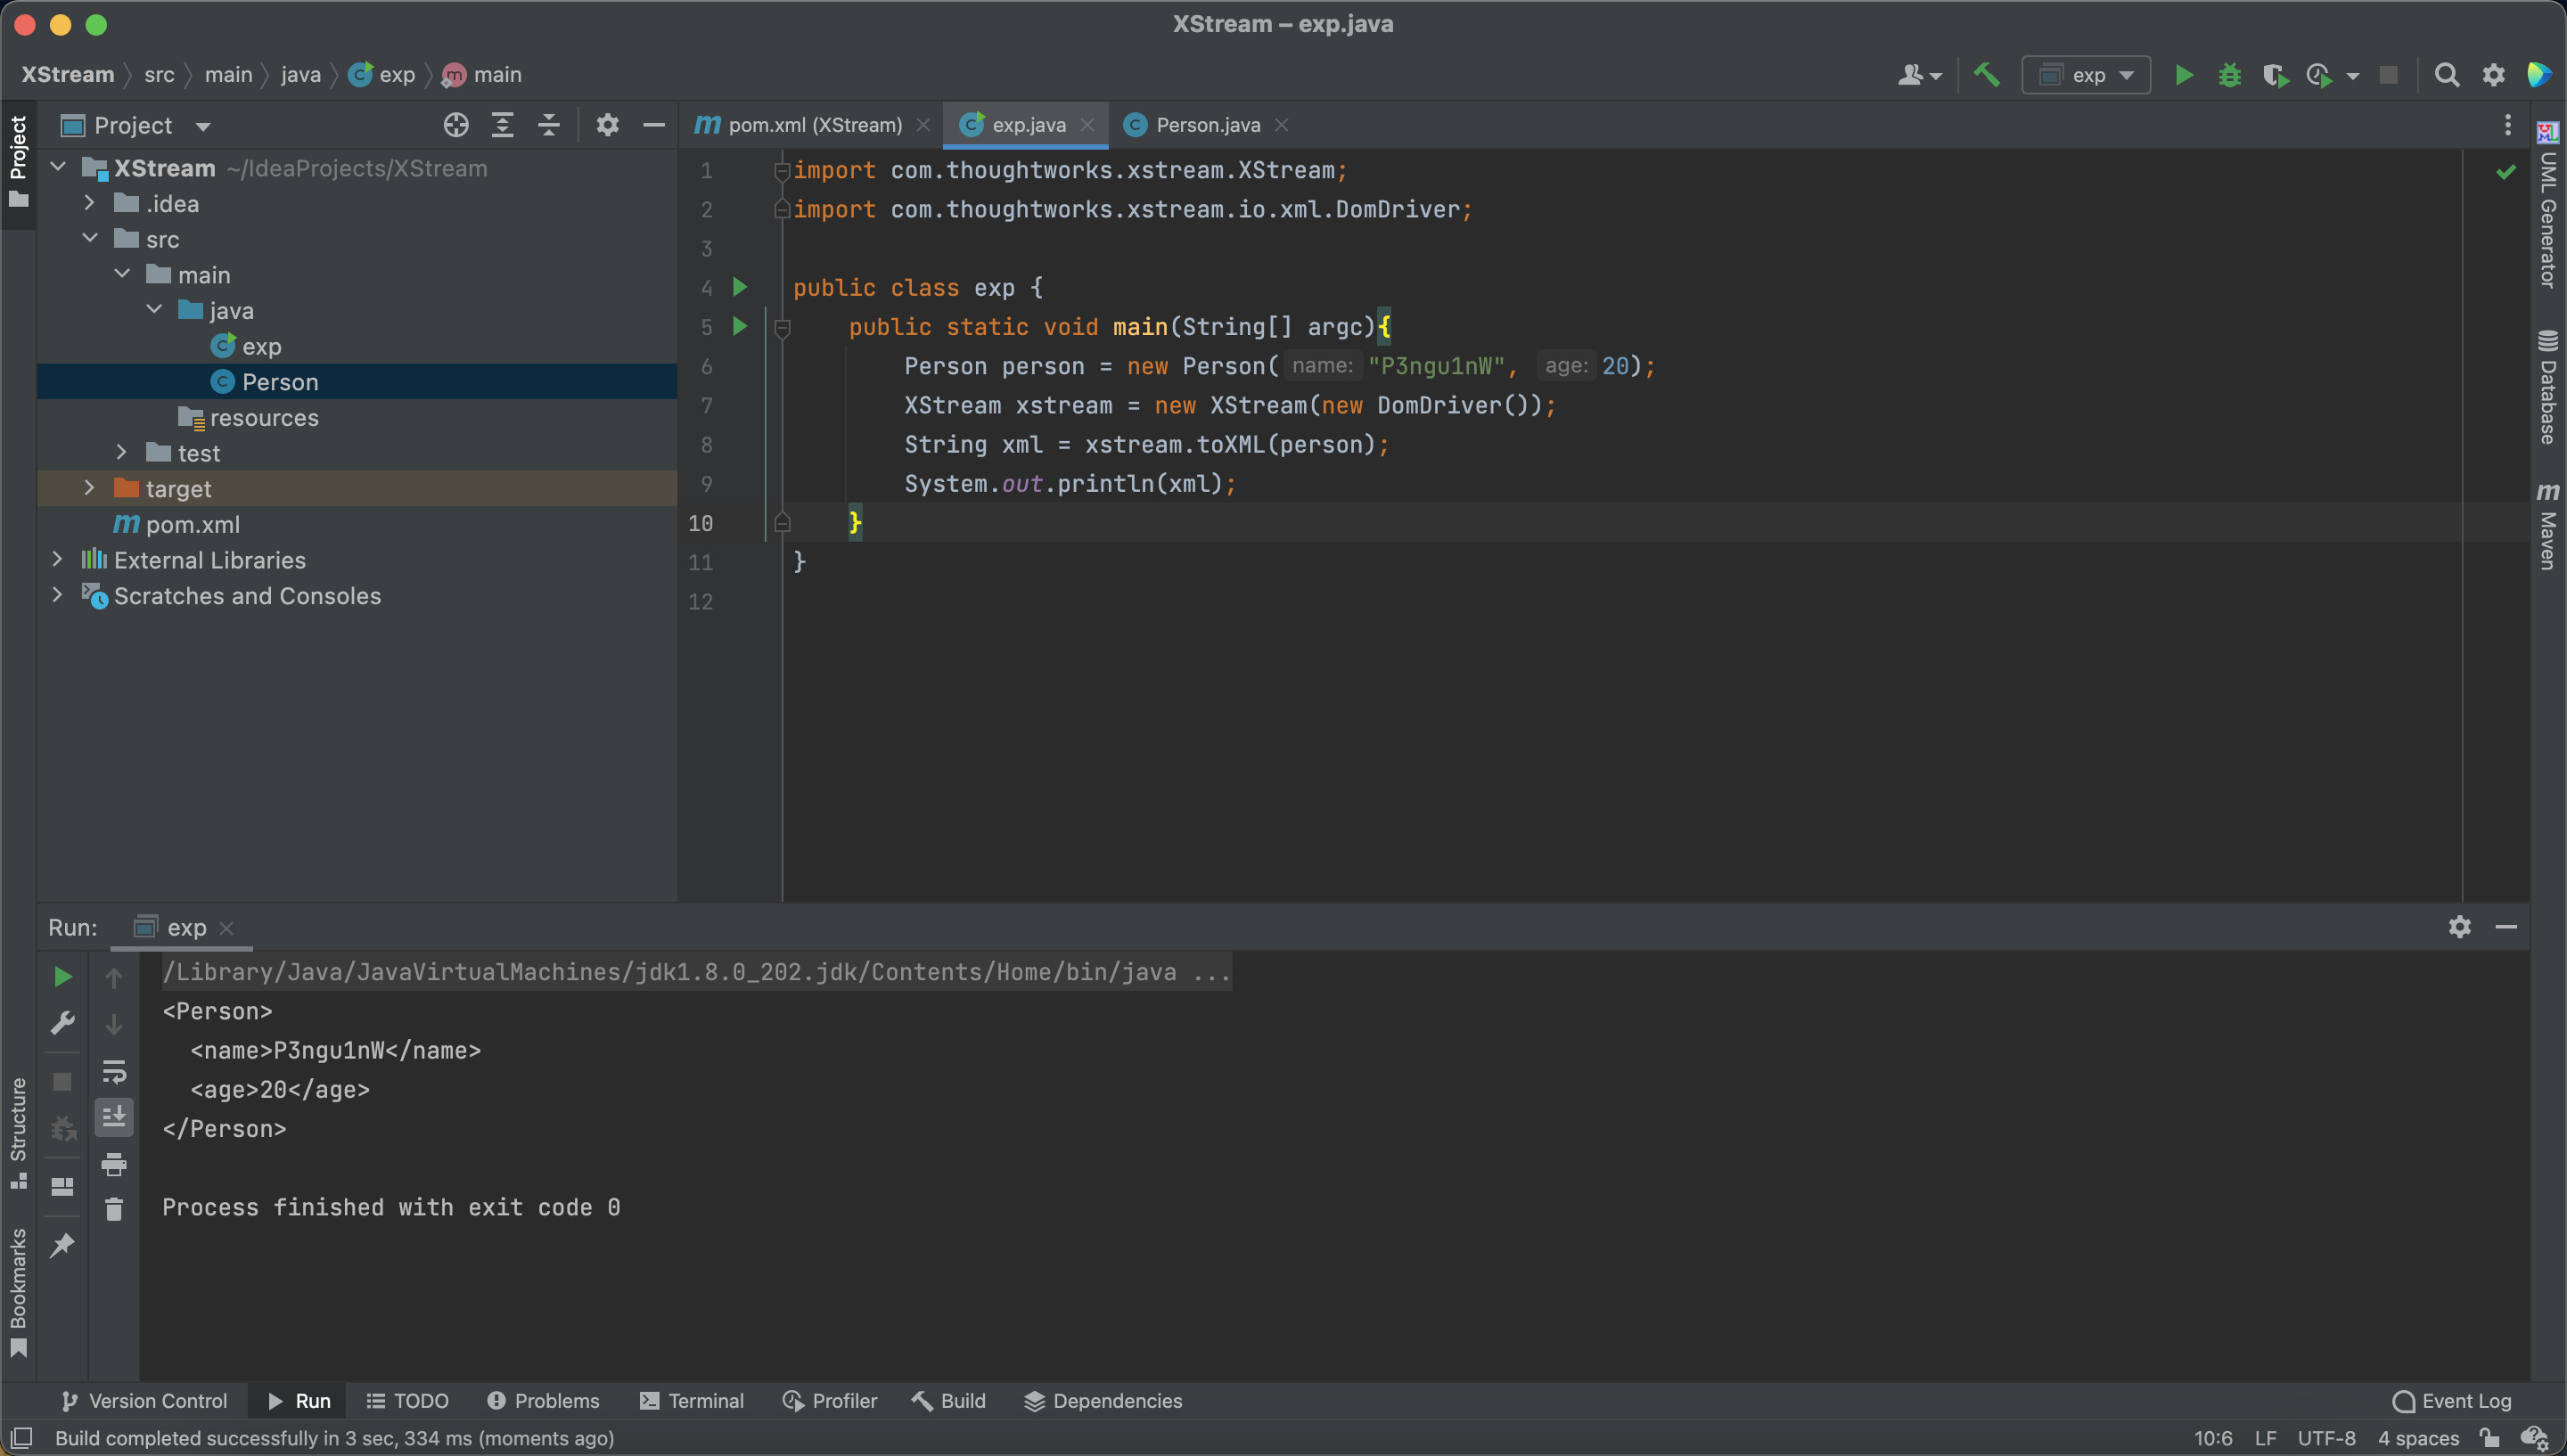 XStream – exp.java
XStream src main java exp main
exp
Project
pom.xml (XStream) exp.java Person.java
Project
XStream ~/IdeaProjects/XStream
.idea
src
main
java
exp
Person
resources
test
target
pom.xml
External Libraries
Scratches and Consoles
1 import com.thoughtworks.xstream.XStream;
2 import com.thoughtworks.xstream.io.xml.DomDriver;
3
4 public class exp {
5 public static void main(String[] argc){
6 Person person = new Person( name: "P3ngu1nW", age: 20);
7 XStream xstream = new XStream(new DomDriver());
8 String xml = xstream.toXML(person);
9 System.out.println(xml);
10 }
11 }
12
UML Generator
Database
m Maven
Run: exp
/Library/Java/JavaVirtualMachines/jdk1.8.0_202.jdk/Contents/Home/bin/java ...
<Person>
  <name>P3ngu1nW</name>
  <age>20</age>
</Person>
Process finished with exit code 0
Structure
Bookmarks
Version Control Run TODO Problems Terminal Profiler Build Dependencies Event Log
Build completed successfully in 3 sec, 334 ms (moments ago) 10:6 LF UTF-8 4 spaces